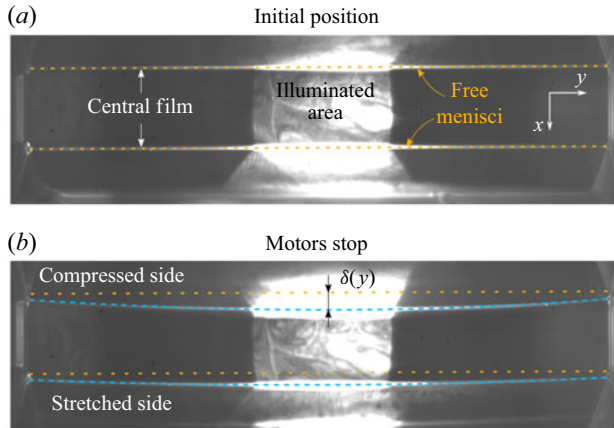 (a)
Initial position
Central film
Illuminated
area
Free
menisci
y
x
(b)
Motors stop
Compressed side
δ(y)
Stretched side